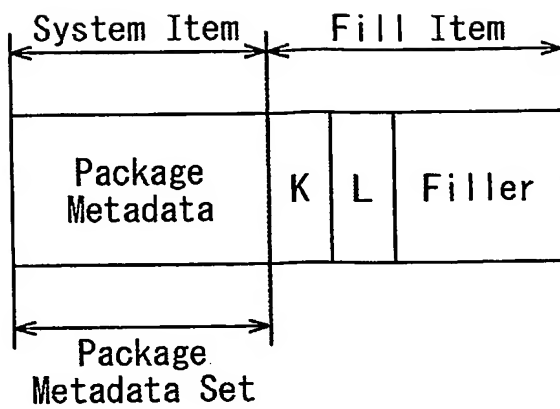 System Item Fill Item
Package
Metadata
K L Filler
Package
Metadata Set